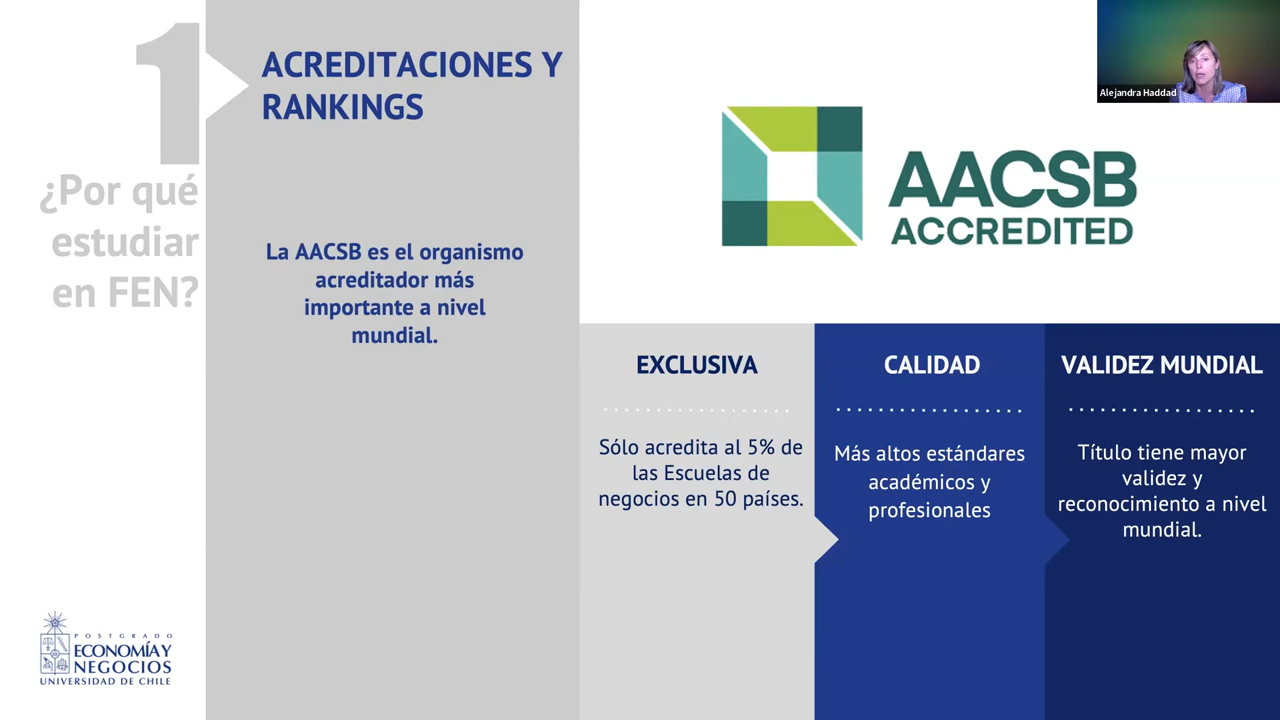 1
¿Por qué
estudiar
en FEN?
ACREDITACIONES Y
RANKINGS
La AACSB es el organismo
acreditador más
importante a nivel
mundial.
AACSB
ACCREDITED
Alejandra Haddad
EXCLUSIVA
Sólo acredita al 5% de
las Escuelas de
negocios en 50 países.
CALIDAD
Más altos estándares
académicos y
profesionales
VALIDEZ MUNDIAL
Título tiene mayor
validez y
reconocimiento a nivel
mundial.
POSTGRADO
ECONOMÍA Y
NEGOCIOS
UNIVERSIDAD DE CHILE